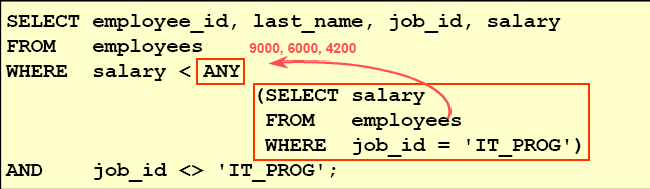 SELECT employee_id, last_name, job_id, salary
FROM employees
9000, 6000, 4200
WHERE salary < ANY
(SELECT salary
FROM employees
WHERE job_id = 'IT_PROG')
AND job_id <> 'IT_PROG';